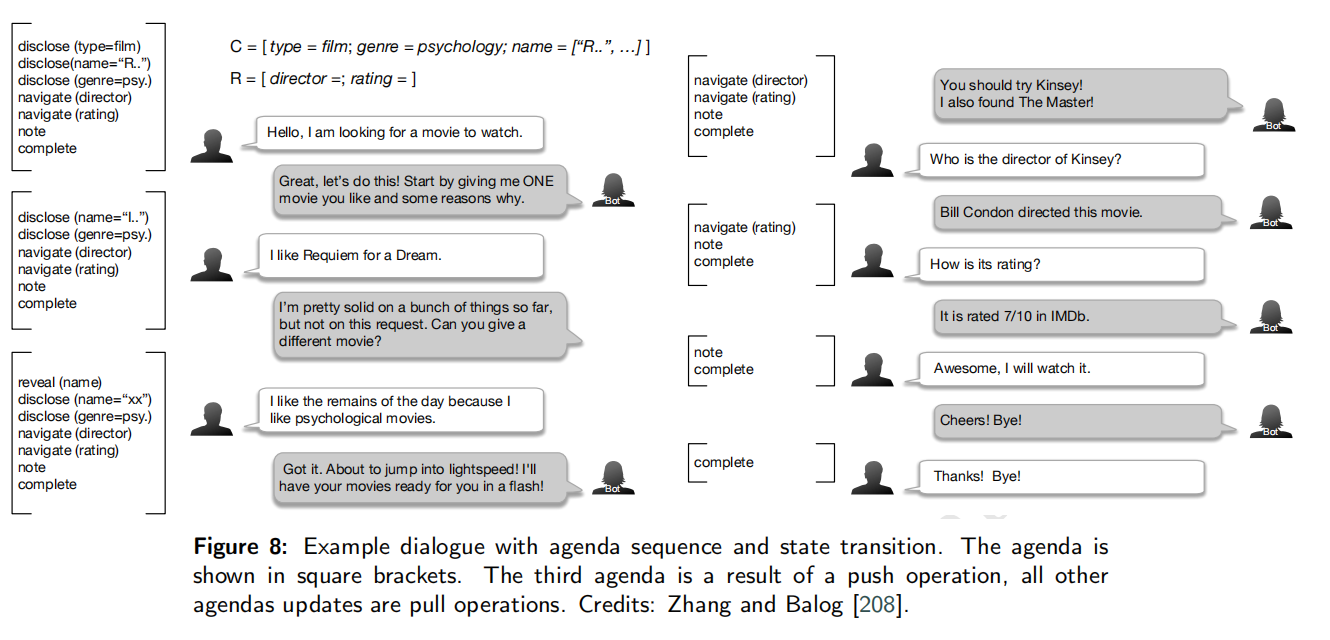 disclose (type=film)
disclose(name="R..")
disclose (genre=psy.)
navigate (director)
navigate (rating)
note
complete
C = [ type = film; genre = psychology; name = ["R..", …] ]
R = [ director =; rating = ]
Hello, I am looking for a movie to watch.
Great, let's do this! Start by giving me ONE
movie you like and some reasons why.
Bot
disclose (name="I..")
disclose (genre=psy.)
navigate (director)
navigate (rating)
note
complete
I like Requiem for a Dream.
I'm pretty solid on a bunch of things so far,
but not on this request. Can you give a
different movie?
reveal (name)
disclose (name="xx")
disclose (genre=psy.)
navigate (director)
navigate (rating)
note
complete
I like the remains of the day because I
like psychological movies.
Got it. About to jump into lightspeed! I'll
have your movies ready for you in a flash!
Bot
navigate (director)
navigate (rating)
note
complete
You should try Kinsey!
I also found The Master!
Bot
Who is the director of Kinsey?
Bill Condon directed this movie.
Bot
navigate (rating)
note
complete
How is its rating?
It is rated 7/10 in IMDb.
Bot
note
complete
Awesome, I will watch it.
Cheers! Bye!
Bot
complete
Thanks!  Bye!
Figure 8: Example dialogue with agenda sequence and state transition. The agenda is
shown in square brackets. The third agenda is a result of a push operation, all other
agendas updates are pull operations. Credits: Zhang and Balog [208].